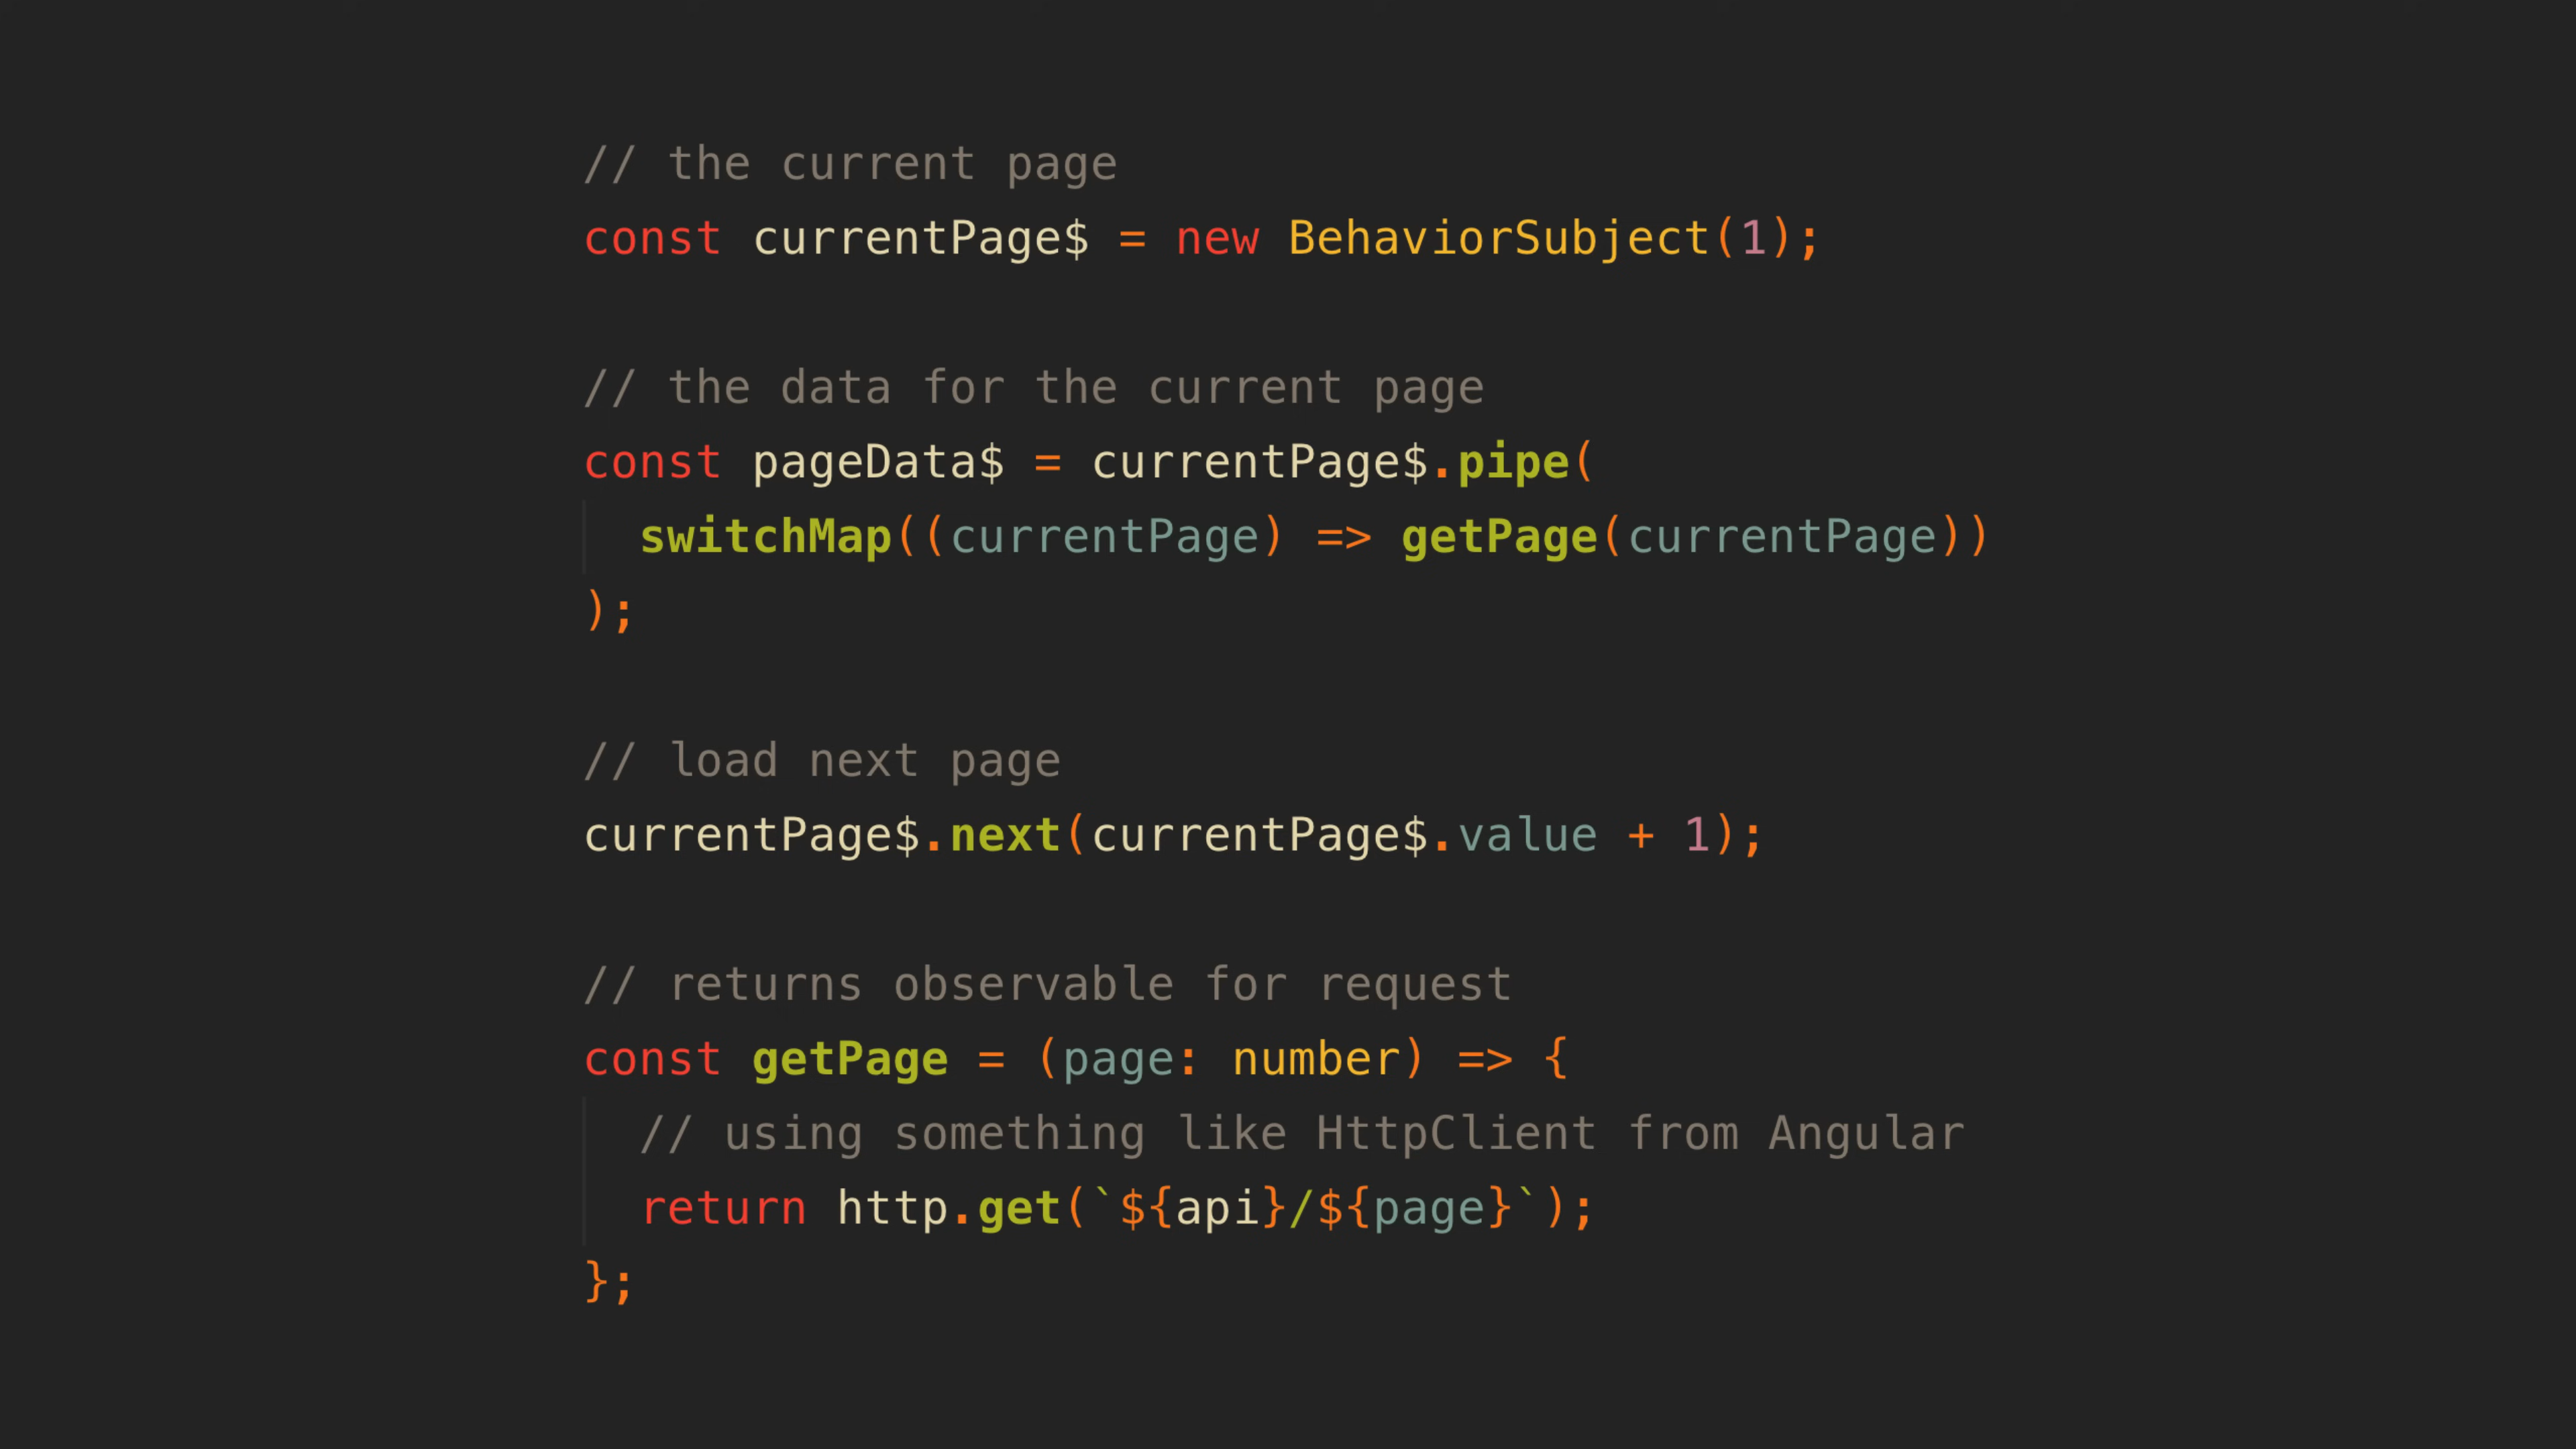 // the current page
const currentPage$ = new BehaviorSubject(1);
// the data for the current page
const pageData$ = currentPage$.pipe(
  switchMap((currentPage) => getPage(currentPage))
);
// load next page
currentPage$.next(currentPage$.value + 1);
// returns observable for request
const getPage = (page: number) => {
  // using something like HttpClient from Angular
  return http.get(`${api}/${page}`);
};